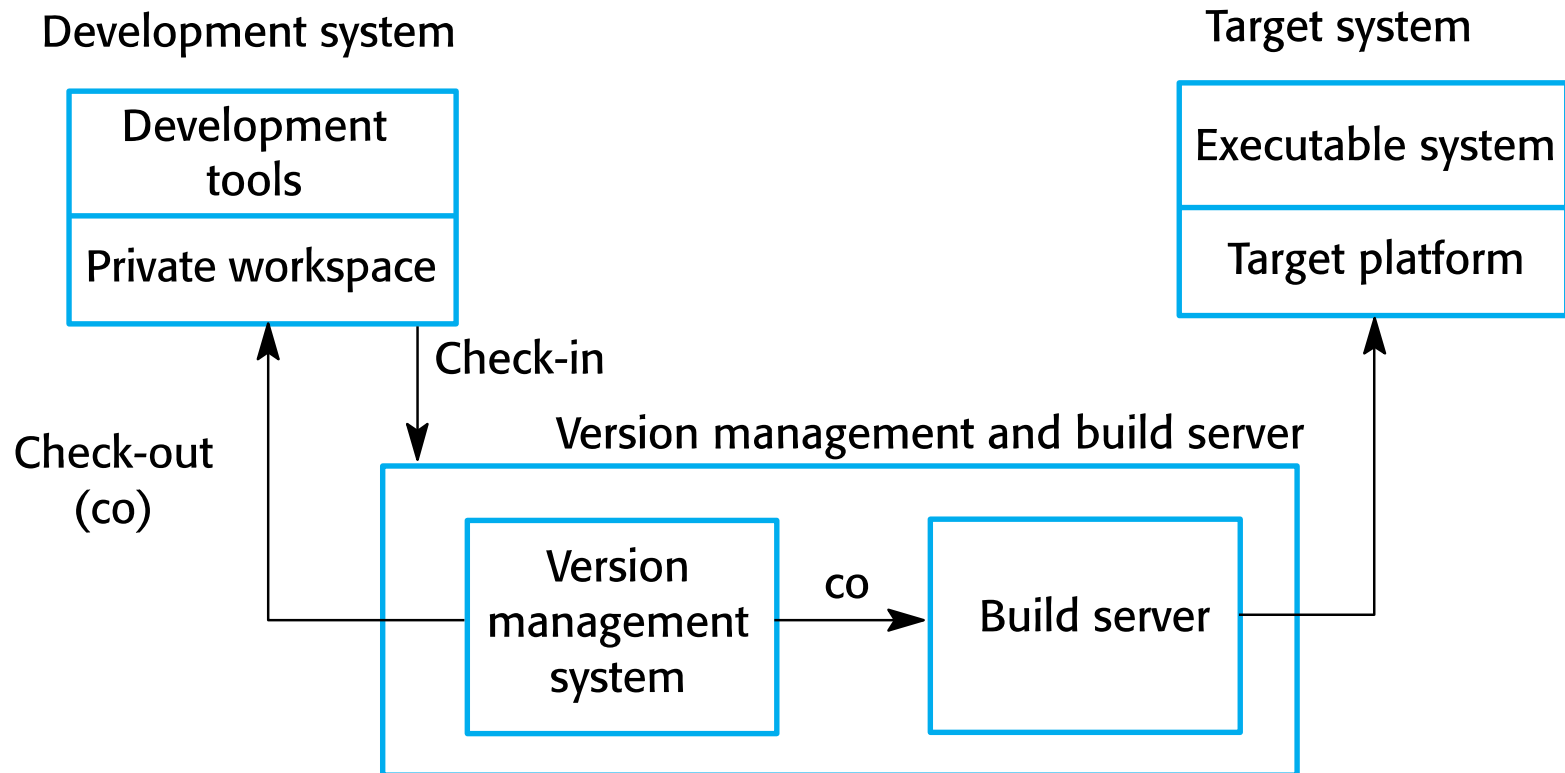 Development system
Target system
Development
tools
Private workspace
Executable system
Target platform
Check-in
Check-out
(co)
Version management and build server
Version
management
system
co
Build server